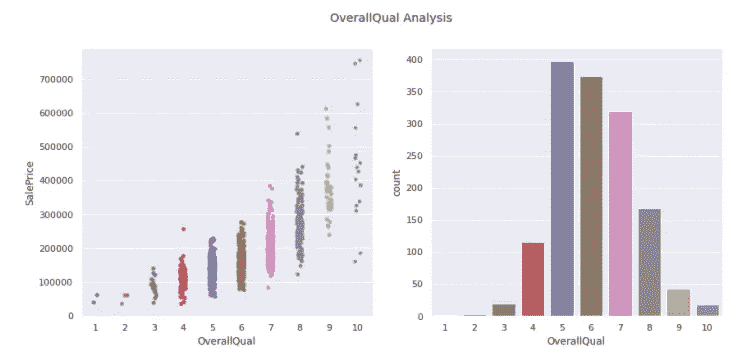 OverallQual Analysis
SalePrice
700000
600000
500000
400000
300000
200000
100000
0
1 2 3 4 5 6 7 8 9 10
OverallQual
count
400
350
300
250
200
150
100
50
0
1 2 3 4 5 6 7 8 9 10
OverallQual